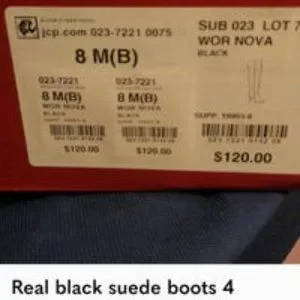 jcp.com 023-7221 0075
8 M(B)
SUB 023 LOT 7
WOR NOVA
BLACK
023-7221
8 M(B)
WOR NOVA
BLACK
$120.00
023-7221
8 M(B)
WOR NOVA
BLACK
$120.00
$120.00
Real black suede boots 4